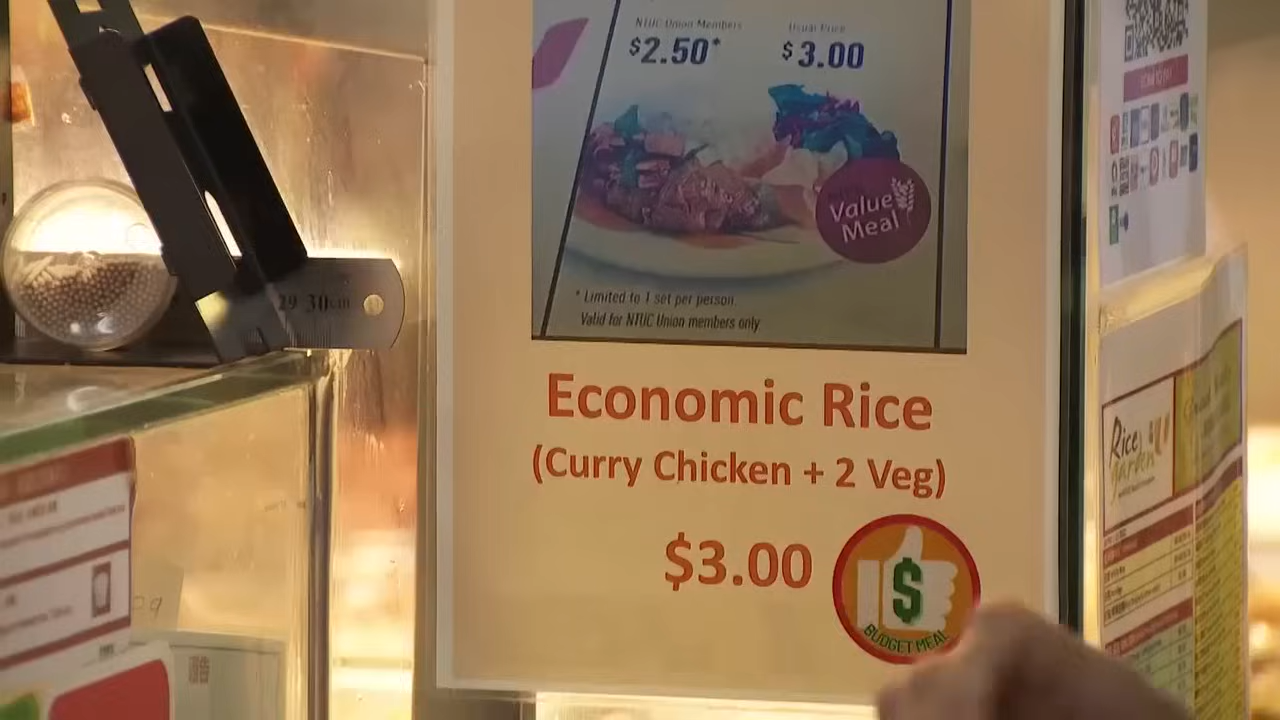 NTUC Union Members
$2.50*
Usual Price
$3.00
Value
Meal
* Limited to 1 set per person.
Valid for NTUC Union members only
Economic Rice
(Curry Chicken + 2 Veg)
$3.00
$
BUDGET MEAL
29 30cm
Rice
garden